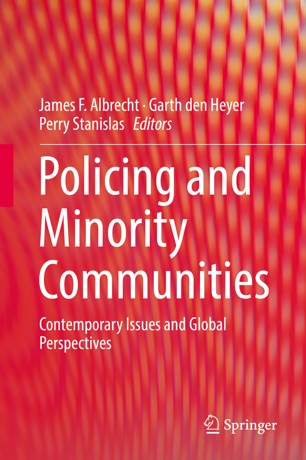 James F. Albrecht · Garth den Heyer
Perry Stanislas Editors
Policing and
Minority
Communities
Contemporary Issues and Global
Perspectives
Springer